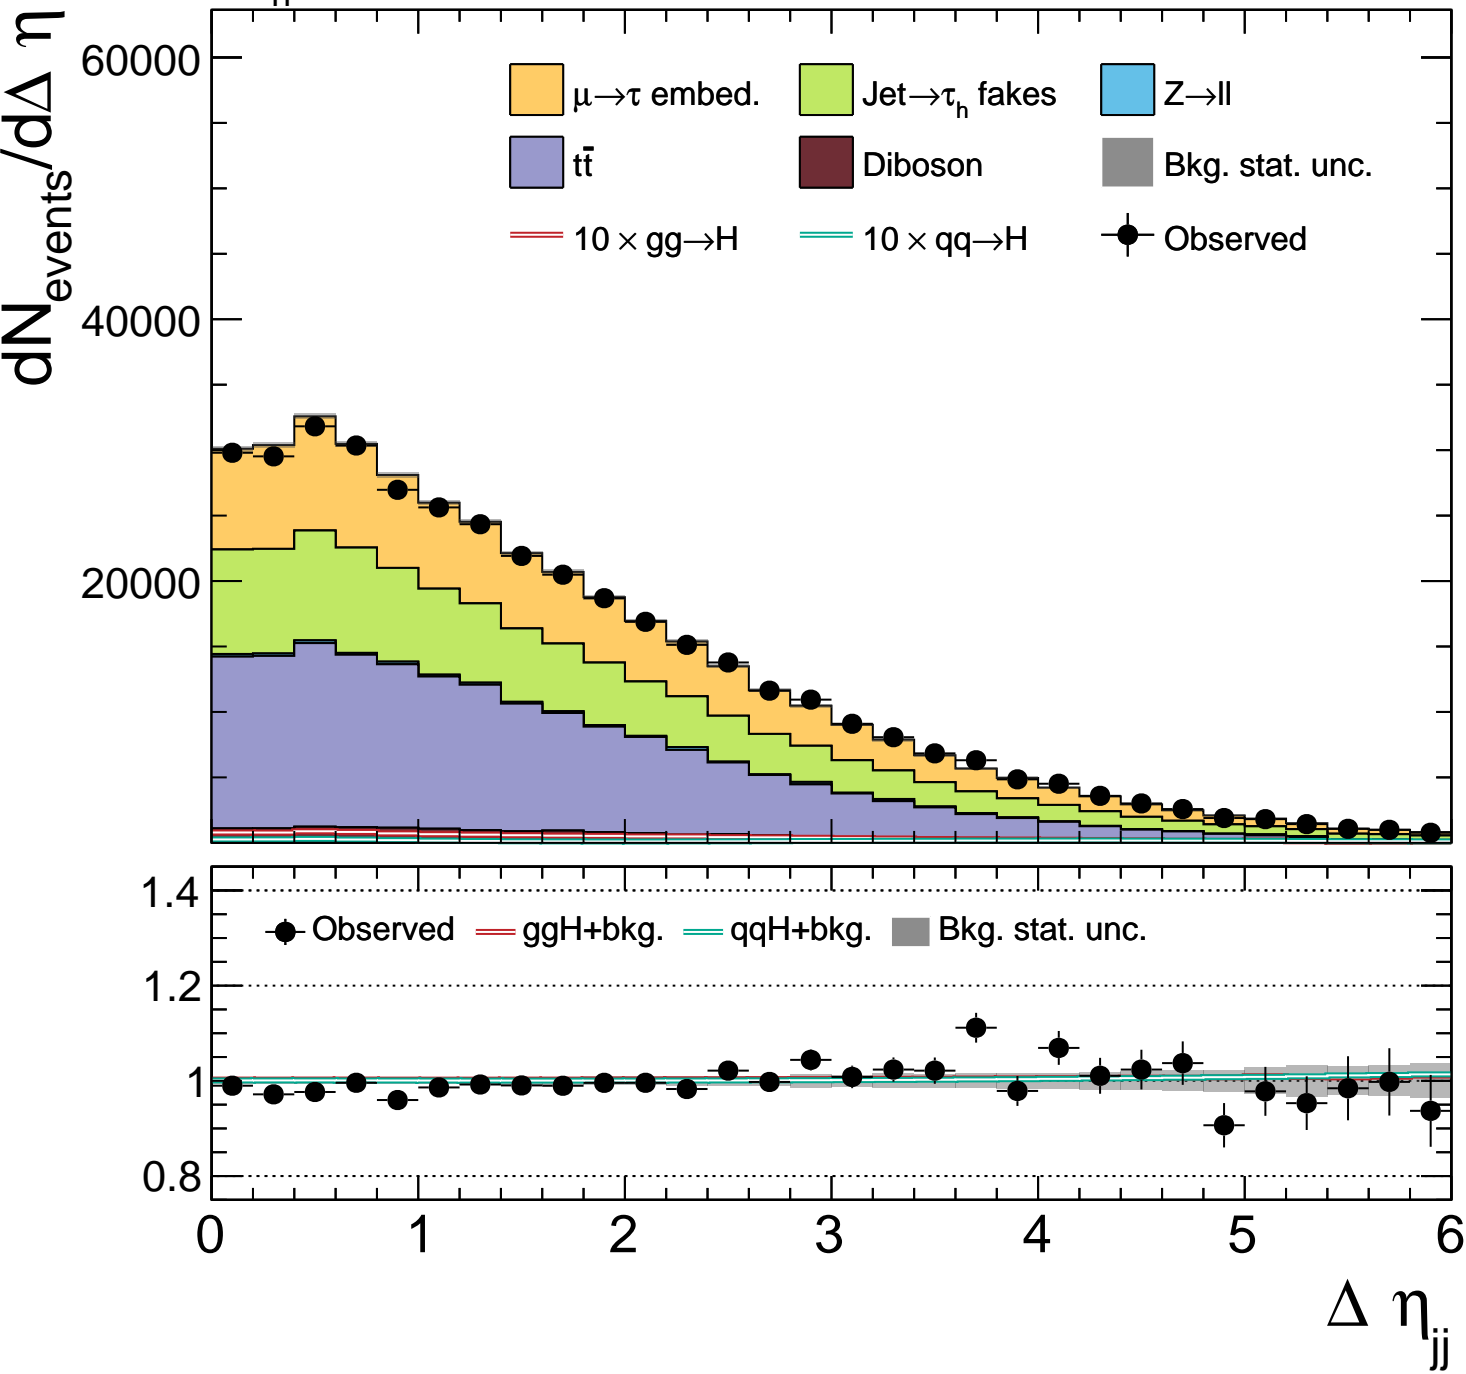 dN_events/dΔ η
60000
40000
20000
μ→τ embed. Jet→τ_h fakes Z→ll
tt̄ Diboson Bkg. stat. unc.
10 × gg→H 10 × qq→H Observed
1.4
1.2
1
0.8
Observed ggH+bkg. qqH+bkg. Bkg. stat. unc.
0 1 2 3 4 5 6
Δ η_jj